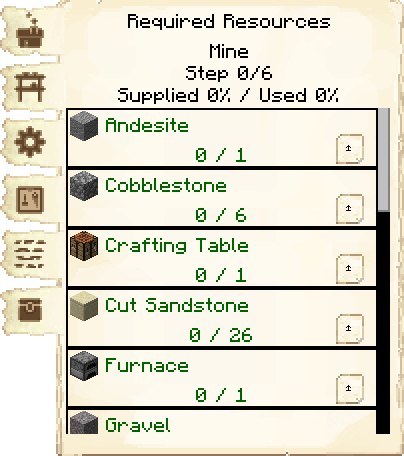 Required Resources
Mine
Step 0/6
Supplied 0% / Used 0%
Andesite
0 / 1
Cobblestone
0 / 6
Crafting Table
0 / 1
Cut Sandstone
0 / 26
Furnace
0 / 1
Gravel